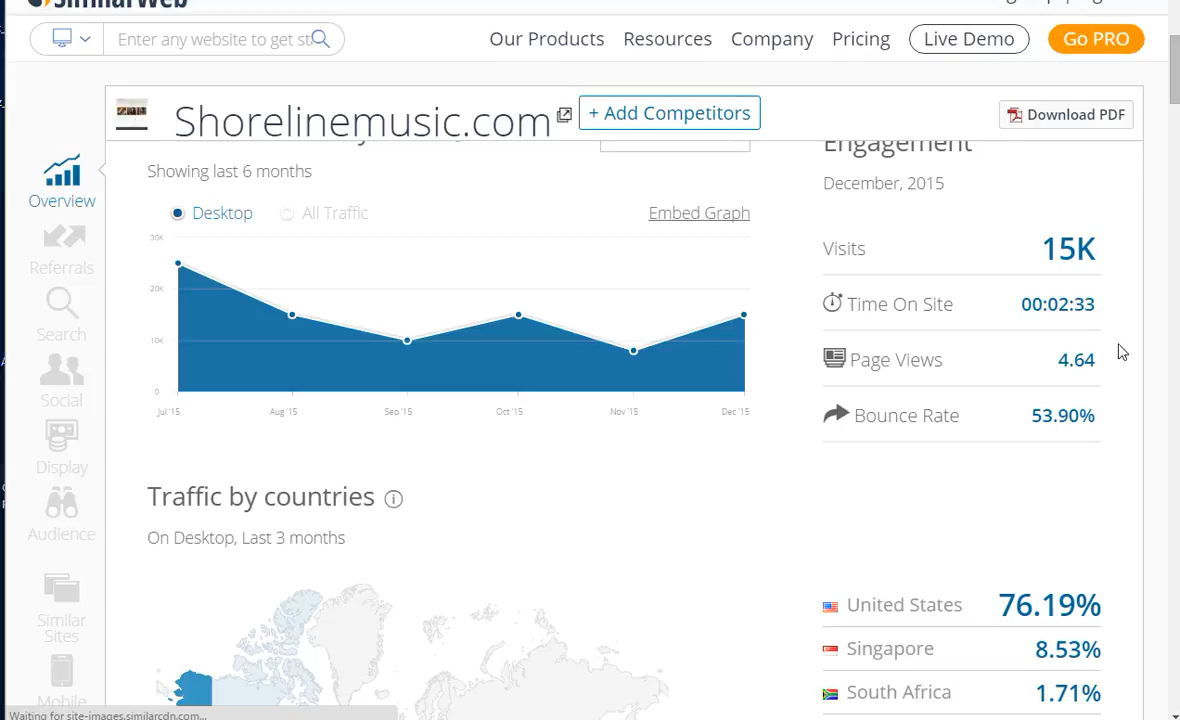 SimilarWeb
Enter any website to get st
Our Products Resources Company Pricing Live Demo Go PRO
Shorelinemusic.com + Add Competitors Download PDF
Engagement
Showing last 6 months
December, 2015
Desktop All Traffic Embed Graph
30K
20K
10K
0
Jul '15 Aug '15 Sep '15 Oct '15 Nov '15 Dec '15
Visits 15K
Time On Site 00:02:33
Page Views 4.64
Bounce Rate 53.90%
Overview
Referrals
Search
Social
Display
Audience
Similar
Sites
Mobile
Traffic by countries
On Desktop, Last 3 months
United States 76.19%
Singapore 8.53%
South Africa 1.71%
Waiting for site-images.similarcdn.com...